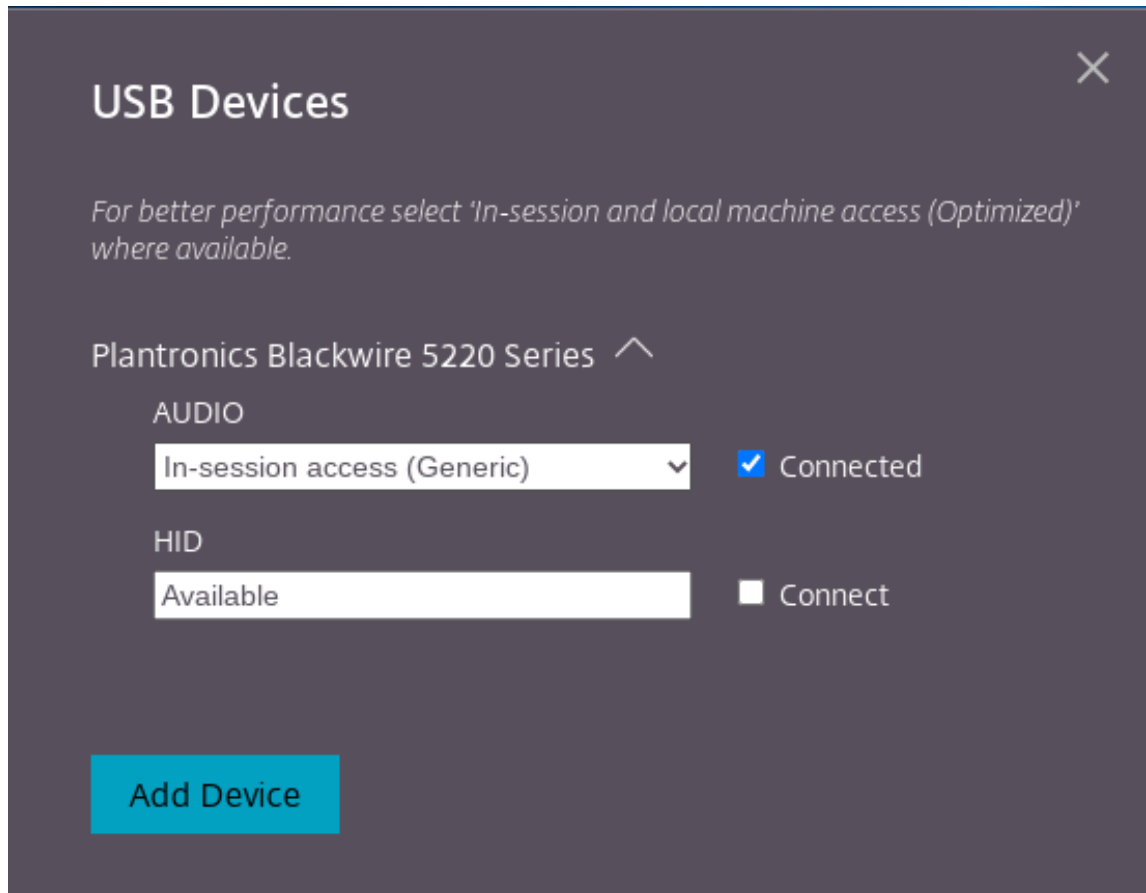 USB Devices
For better performance select 'In-session and local machine access (Optimized)'
where available.
Plantronics Blackwire 5220 Series
AUDIO
In-session access (Generic)
Connected
HID
Available
Connect
Add Device